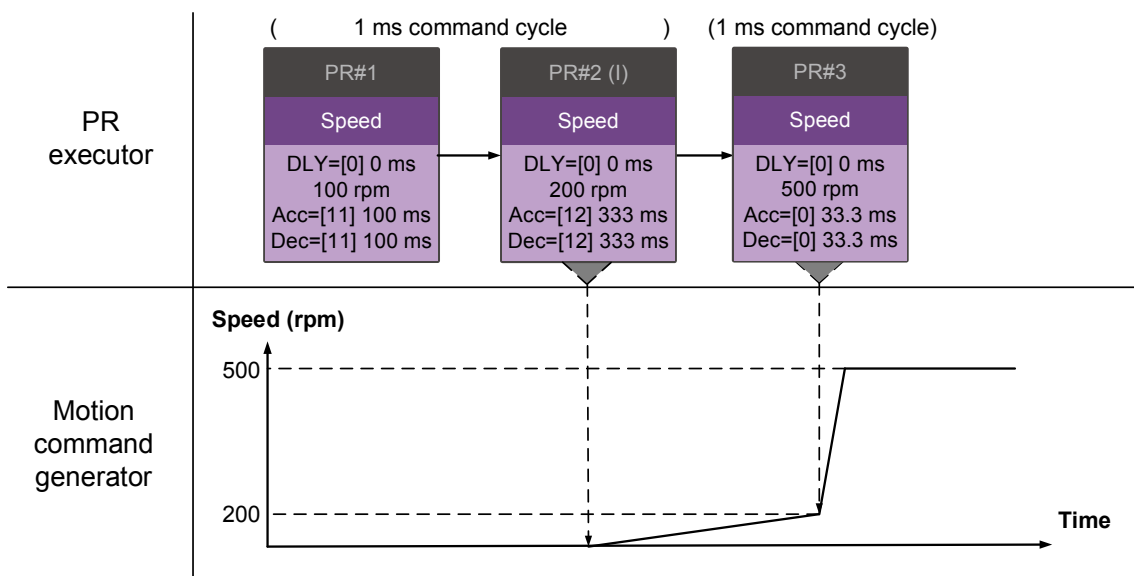 ( 1 ms command cycle ) (1 ms command cycle)
PR#1
Speed
DLY=[0] 0 ms
100 rpm
Acc=[11] 100 ms
Dec=[11] 100 ms
PR#2 (I)
Speed
DLY=[0] 0 ms
200 rpm
Acc=[12] 333 ms
Dec=[12] 333 ms
PR#3
Speed
DLY=[0] 0 ms
500 rpm
Acc=[0] 33.3 ms
Dec=[0] 33.3 ms
PR
executor
Speed (rpm)
500
Motion
command
generator
200
Time